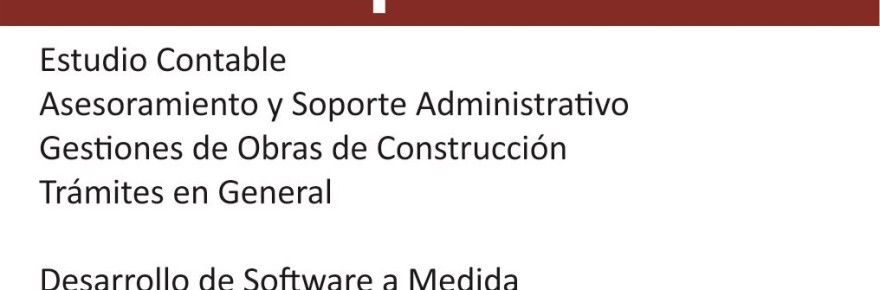 Estudio Contable
Asesoramiento y Soporte Administrativo
Gestiones de Obras de Construcción
Trámites en General
Desarrollo de Software a Medida